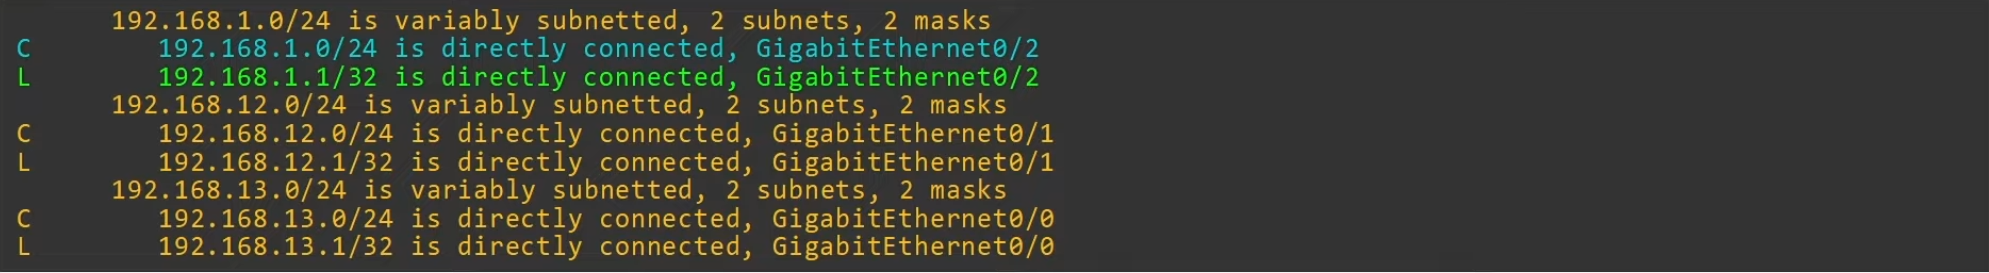 192.168.1.0/24 is variably subnetted, 2 subnets, 2 masks
C 192.168.1.0/24 is directly connected, GigabitEthernet0/2
L 192.168.1.1/32 is directly connected, GigabitEthernet0/2
192.168.12.0/24 is variably subnetted, 2 subnets, 2 masks
C 192.168.12.0/24 is directly connected, GigabitEthernet0/1
L 192.168.12.1/32 is directly connected, GigabitEthernet0/1
192.168.13.0/24 is variably subnetted, 2 subnets, 2 masks
C 192.168.13.0/24 is directly connected, GigabitEthernet0/0
L 192.168.13.1/32 is directly connected, GigabitEthernet0/0